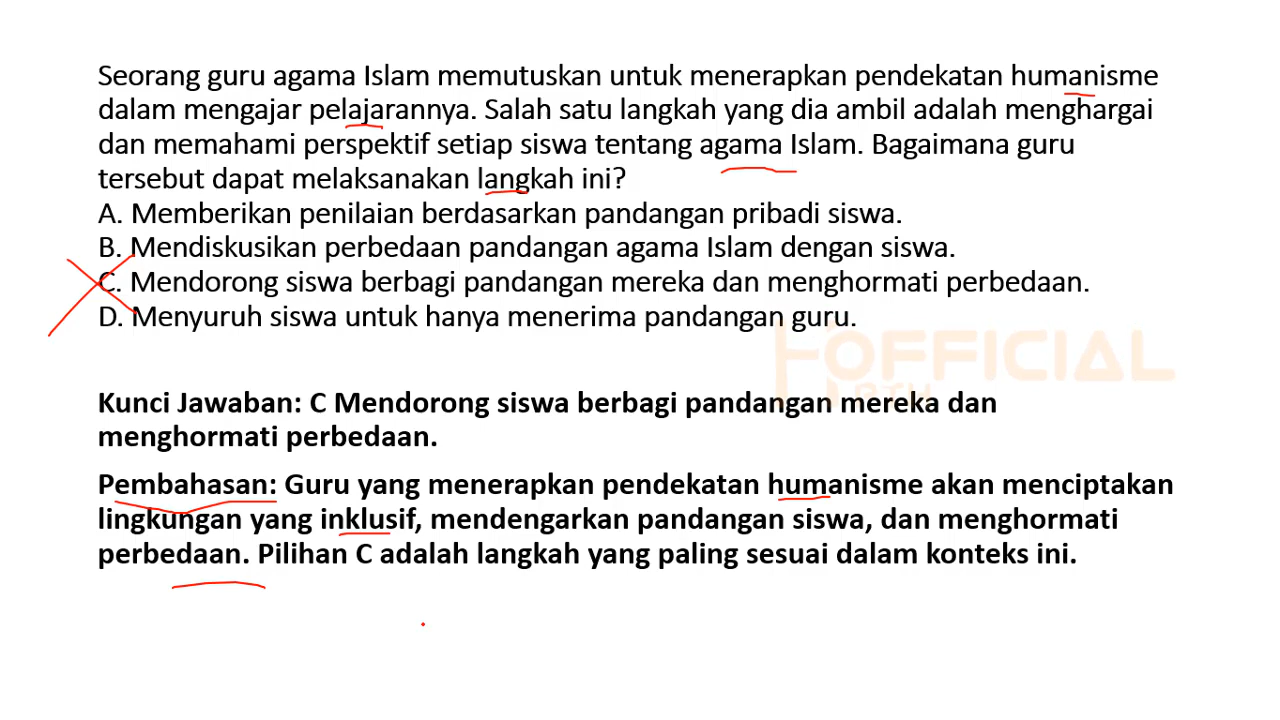 Seorang guru agama Islam memutuskan untuk menerapkan pendekatan humanisme
dalam mengajar pelajarannya. Salah satu langkah yang dia ambil adalah menghargai
dan memahami perspektif setiap siswa tentang agama Islam. Bagaimana guru
tersebut dapat melaksanakan langkah ini?
A. Memberikan penilaian berdasarkan pandangan pribadi siswa.
B. Mendiskusikan perbedaan pandangan agama Islam dengan siswa.
C. Mendorong siswa berbagi pandangan mereka dan menghormati perbedaan.
D. Menyuruh siswa untuk hanya menerima pandangan guru.
OFFICIAL
Kunci Jawaban: C Mendorong siswa berbagi pandangan mereka dan
menghormati perbedaan.
Pembahasan: Guru yang menerapkan pendekatan humanisme akan menciptakan
lingkungan yang inklusif, mendengarkan pandangan siswa, dan menghormati
perbedaan. Pilihan C adalah langkah yang paling sesuai dalam konteks ini.